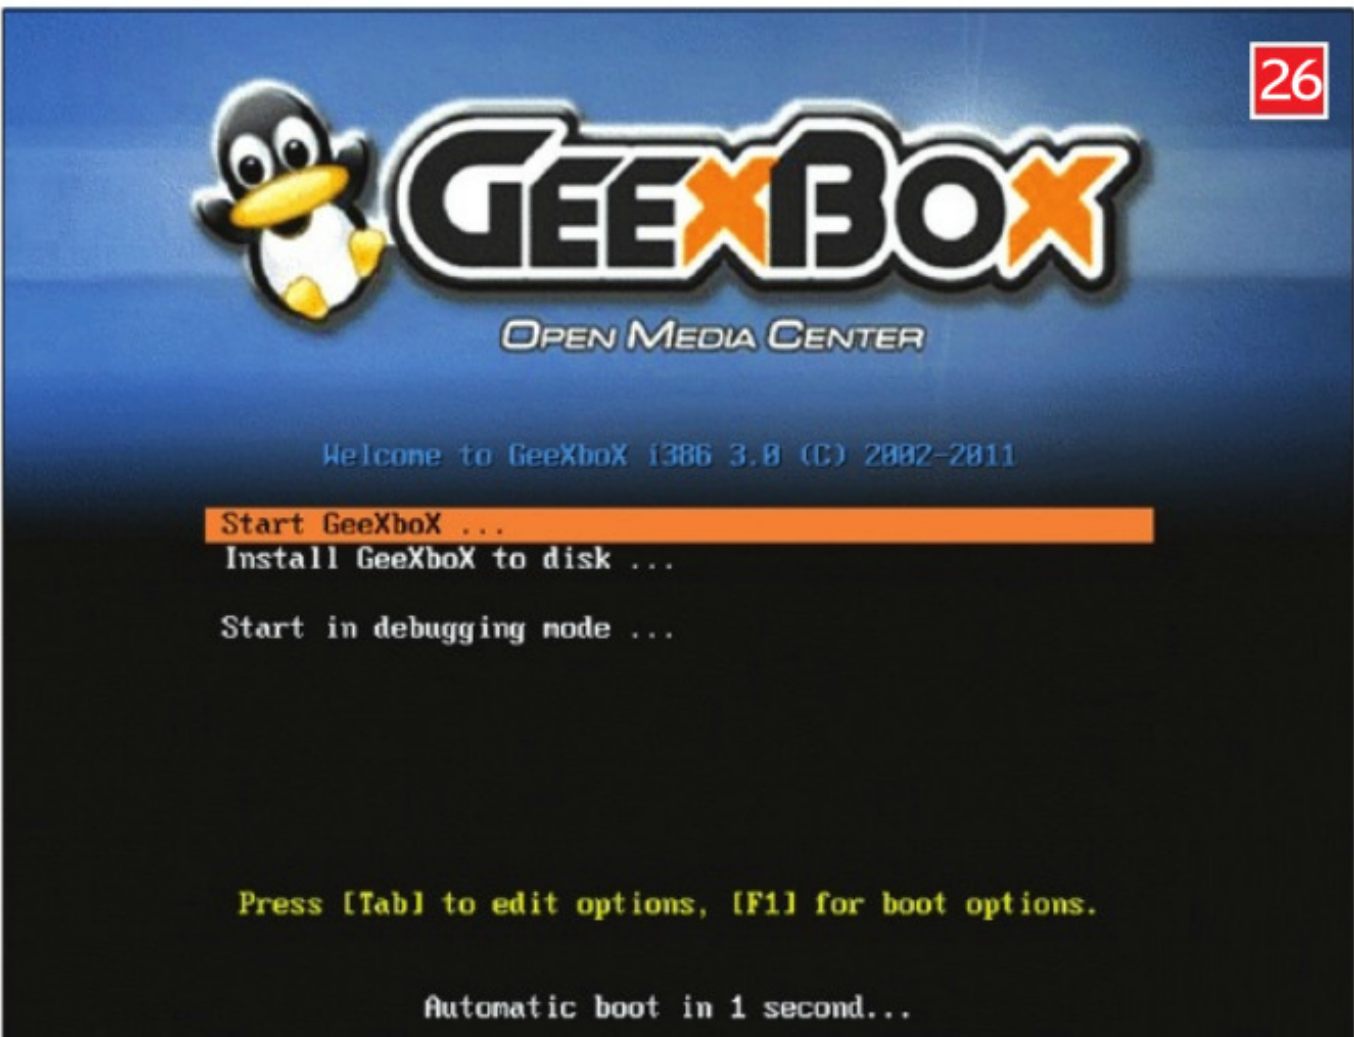 26
GEEXBOX
OPEN MEDIA CENTER
Welcome to GeeXboX i386 3.0 (C) 2002-2011
Start GeeXboX ...
Install GeeXboX to disk ...
Start in debugging mode ...
Press [Tab] to edit options, [F1] for boot options.
Automatic boot in 1 second...